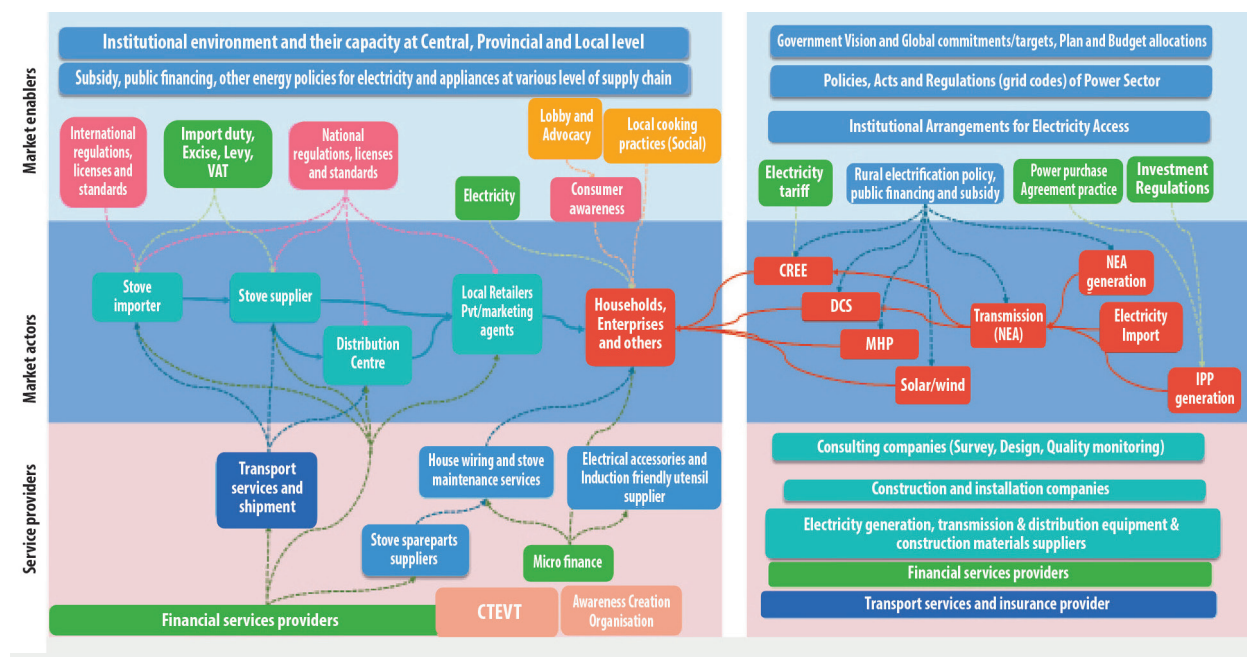 Market enablers
Institutional environment and their capacity at Central, Provincial and Local level
Subsidy, public financing, other energy policies for electricity and appliances at various level of supply chain
International
regulations,
licenses and
standards
Import duty,
Excise, Levy,
VAT
National
regulations, licenses
and standards
Lobby and
Advocacy
Local cooking
practices (Social)
Electricity
Consumer
awareness
Government Vision and Global commitments/targets, Plan and Budget allocations
Policies, Acts and Regulations (grid codes) of Power Sector
Institutional Arrangements for Electricity Access
Electricity
tariff
Rural electrification policy,
public financing and subsidy
Power purchase
Agreement practice
Investment
Regulations
Market actors
Stove
importer
Stove supplier
Distribution
Centre
Local Retailers
Pvt/marketing
agents
Households,
Enterprises
and others
CREE
DCS
MHP
Solar/wind
Transmission
(NEA)
NEA
generation
Electricity
Import
IPP
generation
Service providers
Transport
services and
shipment
House wiring and stove
maintenance services
Electrical accessories and
Induction friendly utensil
supplier
Stove spareparts
suppliers
Micro finance
Financial services providers
CTEVT
Awareness Creation
Organisation
Consulting companies (Survey, Design, Quality monitoring)
Construction and installation companies
Electricity generation, transmission & distribution equipment &
construction materials suppliers
Financial services providers
Transport services and insurance provider